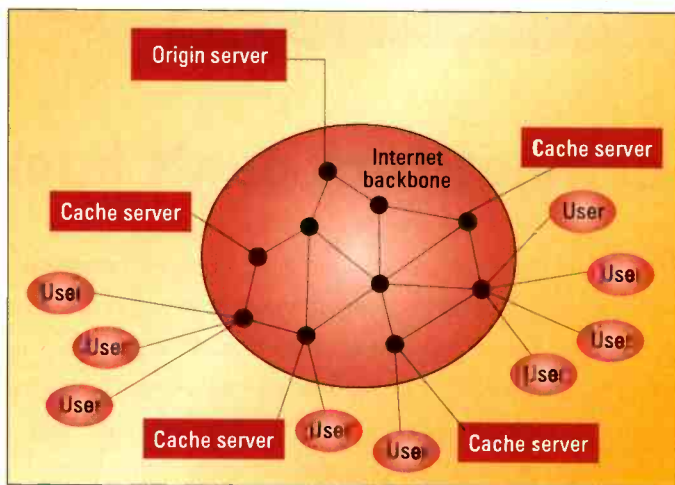 Origin server
Internet
backbone
Cache server
Cache server
User
User
User
User
User
User
User
Cache server
User
User
Cache server